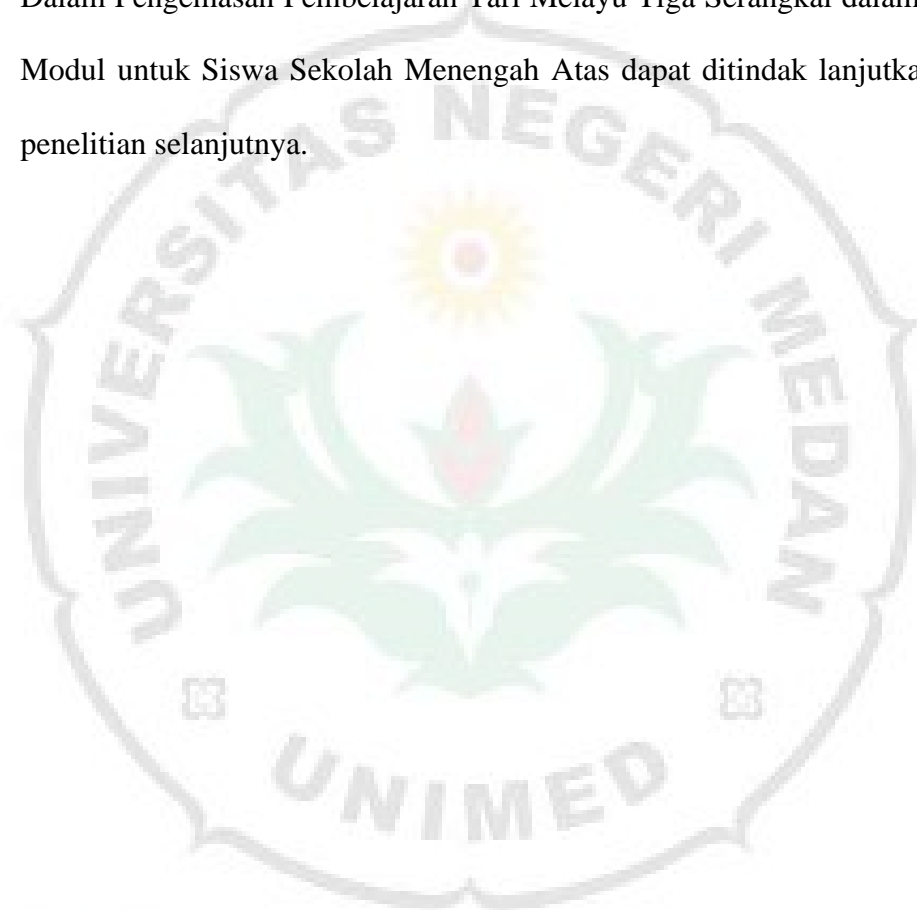 Dalam Pengemasan Pembelajaran Tari Melayu Tiga Serangkai dalam
Modul untuk Siswa Sekolah Menengah Atas dapat ditindak lanjutka
penelitian selanjutnya.
UNIVERSITAS NEGERI MEDAN
UNIMED